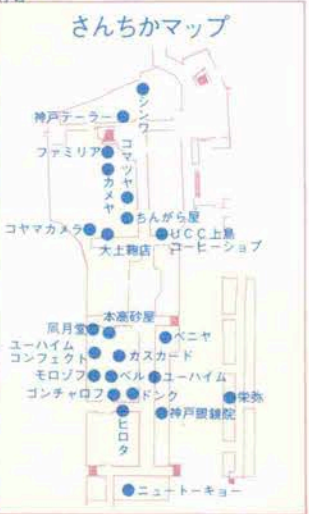 さんちかマップ
シンワ
神戸テーラー
ファミリア
コマツヤ
カメヤ
ちんがら屋
コヤマカメラ
大上鞄店
UCC上島
コーヒーショップ
本高砂屋
凮月堂
ベニヤ
ユーハイム
コンフェクト
カスカード
モロゾフ
ベル
ユーハイム
ゴンチャロフ
ドンク
栄弥
ヒロタ
神戸眼鏡院
ニュートーキョー